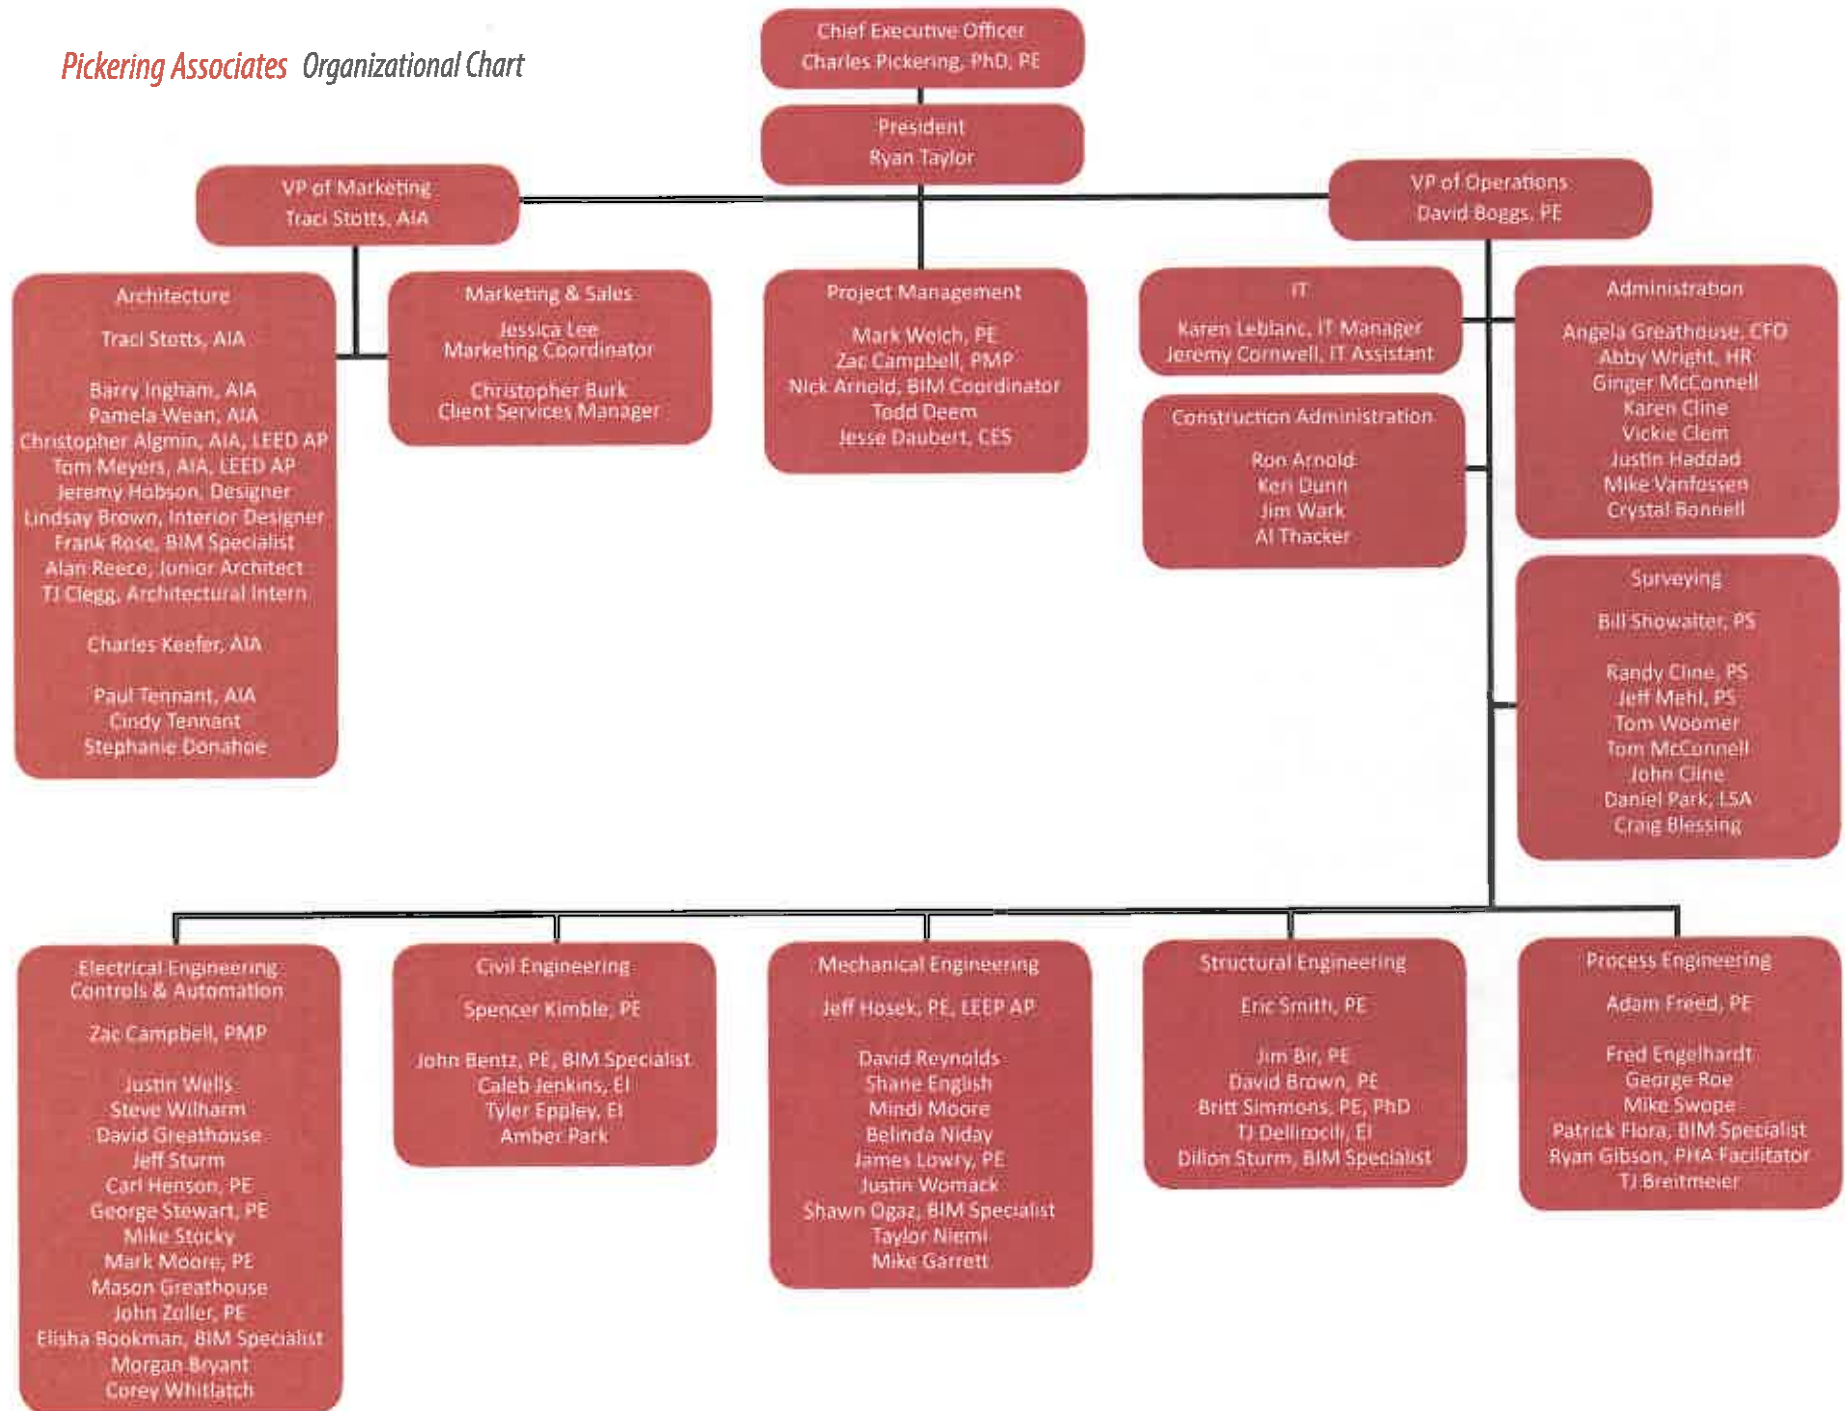 Pickering Associates Organizational Chart
Chief Executive Officer
Charles Pickering, PhD, PE
President
Ryan Taylor
VP of Marketing
Traci Stotts, AIA
VP of Operations
David Boggs, PE
Architecture
Traci Stotts, AIA
Barry Ingham, AIA
Pamela Wean, AIA
Christopher Algmin, AIA, LEED AP
Tom Meyers, AIA, LEED AP
Jeremy Hobson, Designer
Lindsay Brown, Interior Designer
Frank Rose, BIM Specialist
Alan Reece, Junior Architect
TJ Clegg, Architectural Intern
Charles Keefer, AIA
Paul Tennant, AIA
Cindy Tennant
Stephanie Donahoe
Marketing & Sales
Jessica Lee
Marketing Coordinator
Christopher Burk
Client Services Manager
Project Management
Mark Welch, PE
Zac Campbell, PMP
Nick Arnold, BIM Coordinator
Todd Deem
Jesse Daubert, CES
IT
Karen Leblanc, IT Manager
Jeremy Cornwell, IT Assistant
Construction Administration
Ron Arnold
Keri Dunn
Jim Wark
Al Thacker
Administration
Angela Greathouse, CFO
Abby Wright, HR
Ginger McConnell
Karen Cline
Vickie Clem
Justin Haddad
Mike Vanfossen
Crystal Bonnell
Surveying
Bill Showalter, PS
Randy Cline, PS
Jeff Mehl, PS
Tom Woomer
Tom McConnell
John Cline
Daniel Park, LSA
Craig Blessing
Electrical Engineering
Controls & Automation
Zac Campbell, PMP
Justin Wells
Steve Wilharm
David Greathouse
Jeff Sturm
Carl Henson, PE
George Stewart, PE
Mike Stocky
Mark Moore, PE
Mason Greathouse
John Zoller, PE
Elisha Bookman, BIM Specialist
Morgan Bryant
Corey Whitlatch
Civil Engineering
Spencer Kimble, PE
John Bentz, PE, BIM Specialist
Caleb Jenkins, EI
Tyler Eppley, EI
Amber Park
Mechanical Engineering
Jeff Hosek, PE, LEEP AP
David Reynolds
Shane English
Mindi Moore
Belinda Niday
James Lowry, PE
Justin Womack
Shawn Ogaz, BIM Specialist
Taylor Niemi
Mike Garrett
Structural Engineering
Eric Smith, PE
Jim Bir, PE
David Brown, PE
Britt Simmons, PE, PhD
TJ Dellirocili, EI
Dillon Sturm, BIM Specialist
Process Engineering
Adam Freed, PE
Fred Engelhardt
George Roe
Mike Swope
Patrick Flora, BIM Specialist
Ryan Gibson, PHA Facilitator
TJ Breitmeier